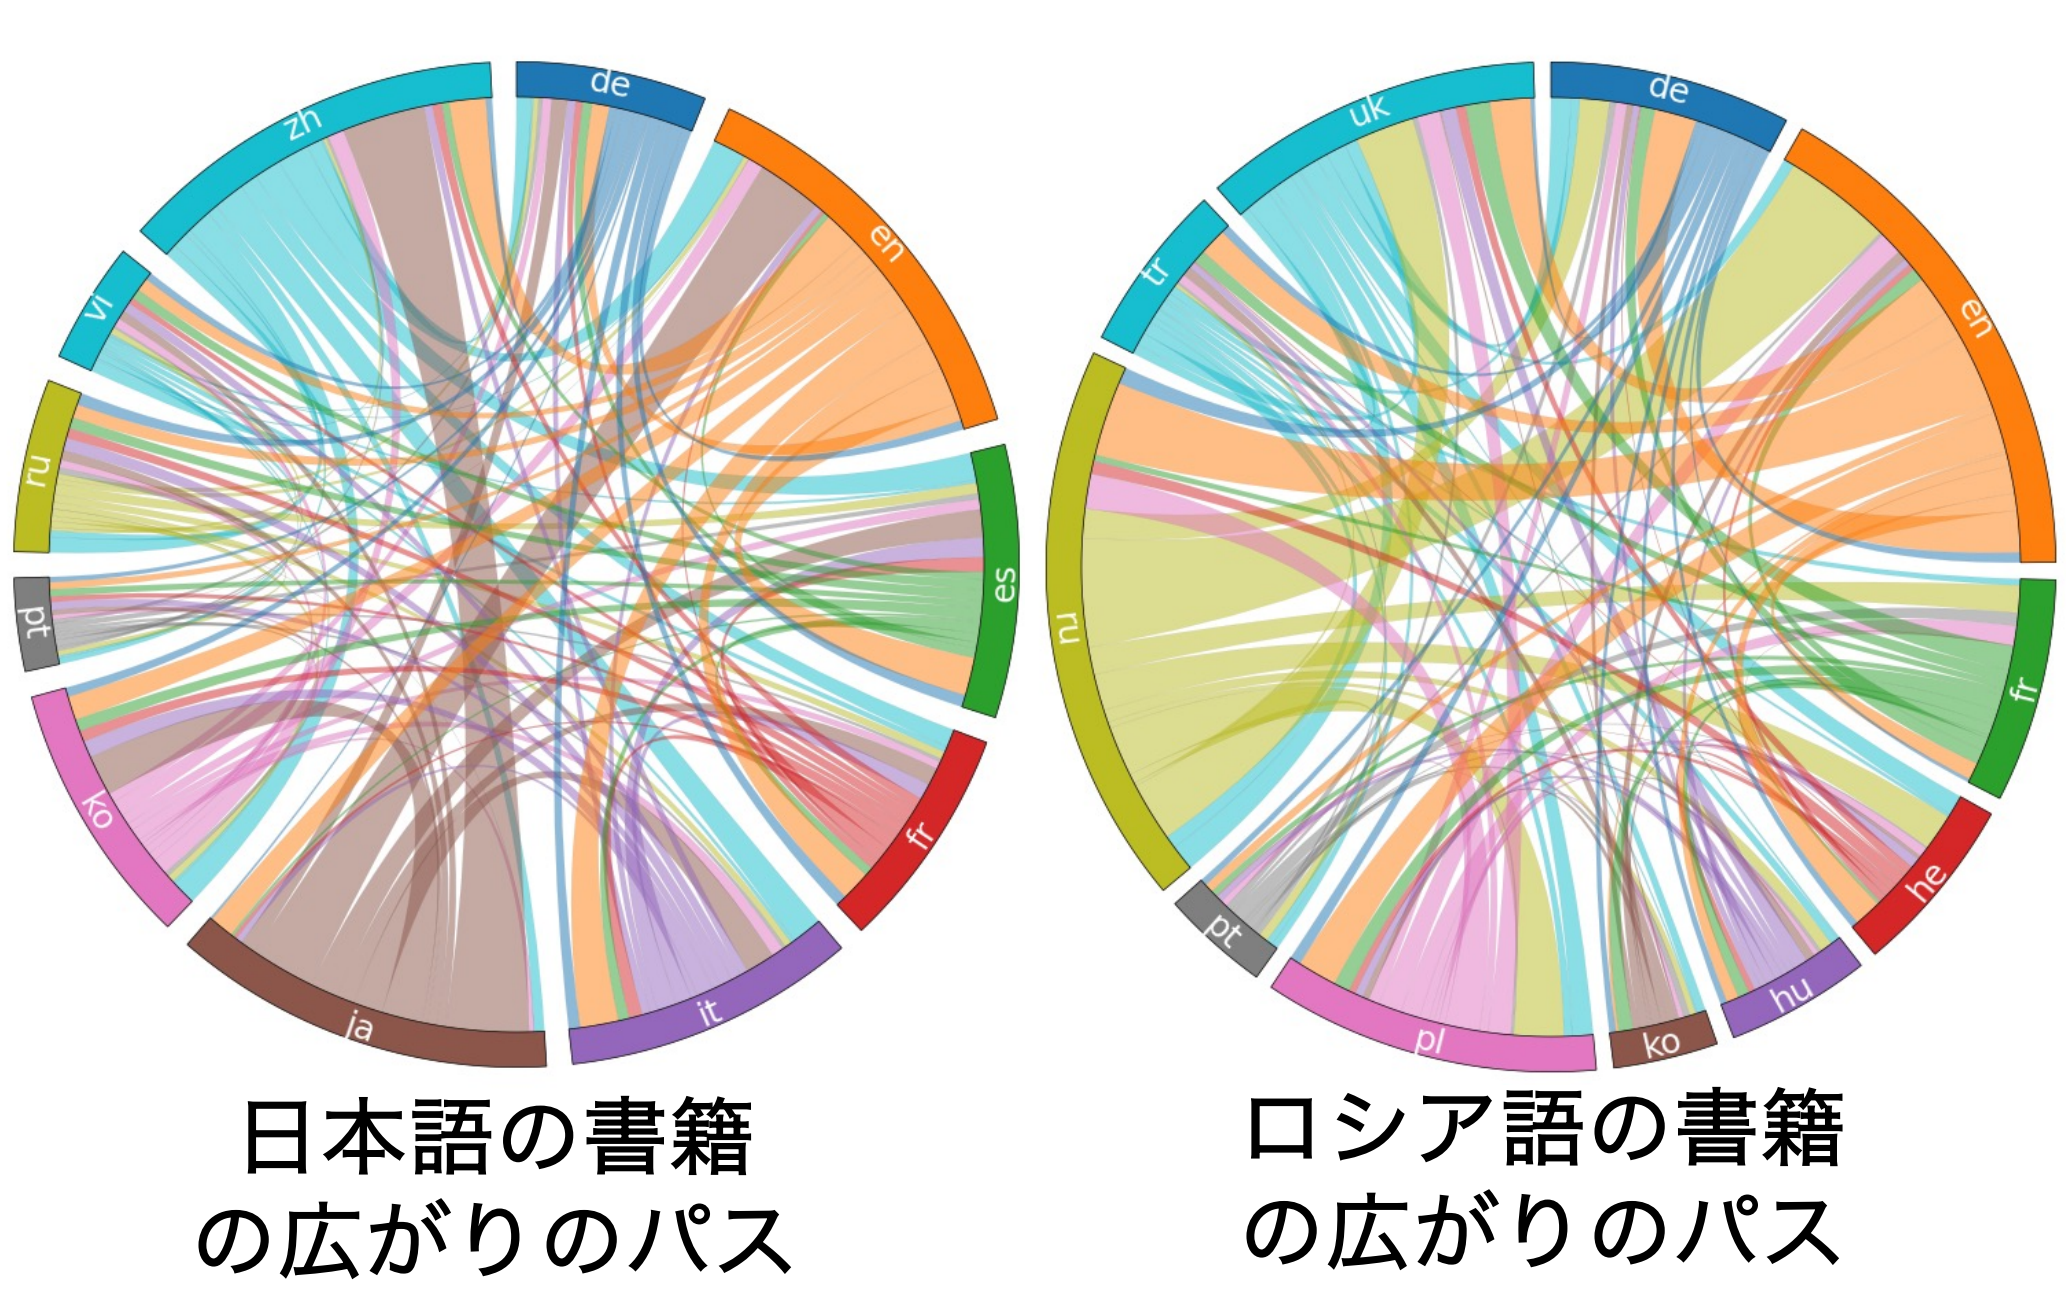 zh
de
en
vi
ru
pt
ko
ja
it
fr
es
uk
de
en
tr
ru
pt
pl
ko
hu
he
fr
日本語の書籍
の広がりのパス
ロシア語の書籍
の広がりのパス